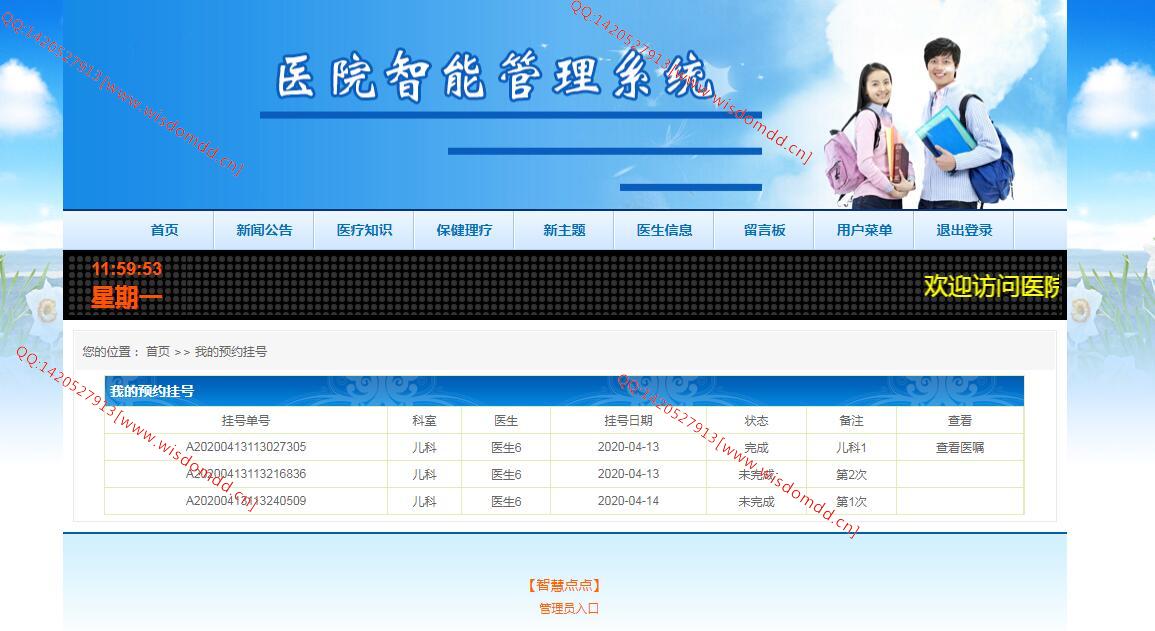 QQ:1420527913[www.wisdomdd.cn]
QQ:1420527913[www.wisdomdd.cn]
医院智能管理系统
首页 新闻公告 医疗知识 保健理疗 新主题 医生信息 留言板 用户菜单 退出登录
11:59:53
星期一
欢迎访问医院
您的位置： 首页 >> 我的预约挂号
QQ:1420527913[www.wisdomdd.cn]
QQ:1420527913[www.wisdomdd.cn]
我的预约挂号
挂号单号 科室 医生 挂号日期 状态 备注 查看
A20200413113027305 儿科 医生6 2020-04-13 完成 儿科1 查看医嘱
A20200413113216836 儿科 医生6 2020-04-13 未完成 第2次
A20200413113240509 儿科 医生6 2020-04-14 未完成 第1次
【智慧点点】
管理员入口